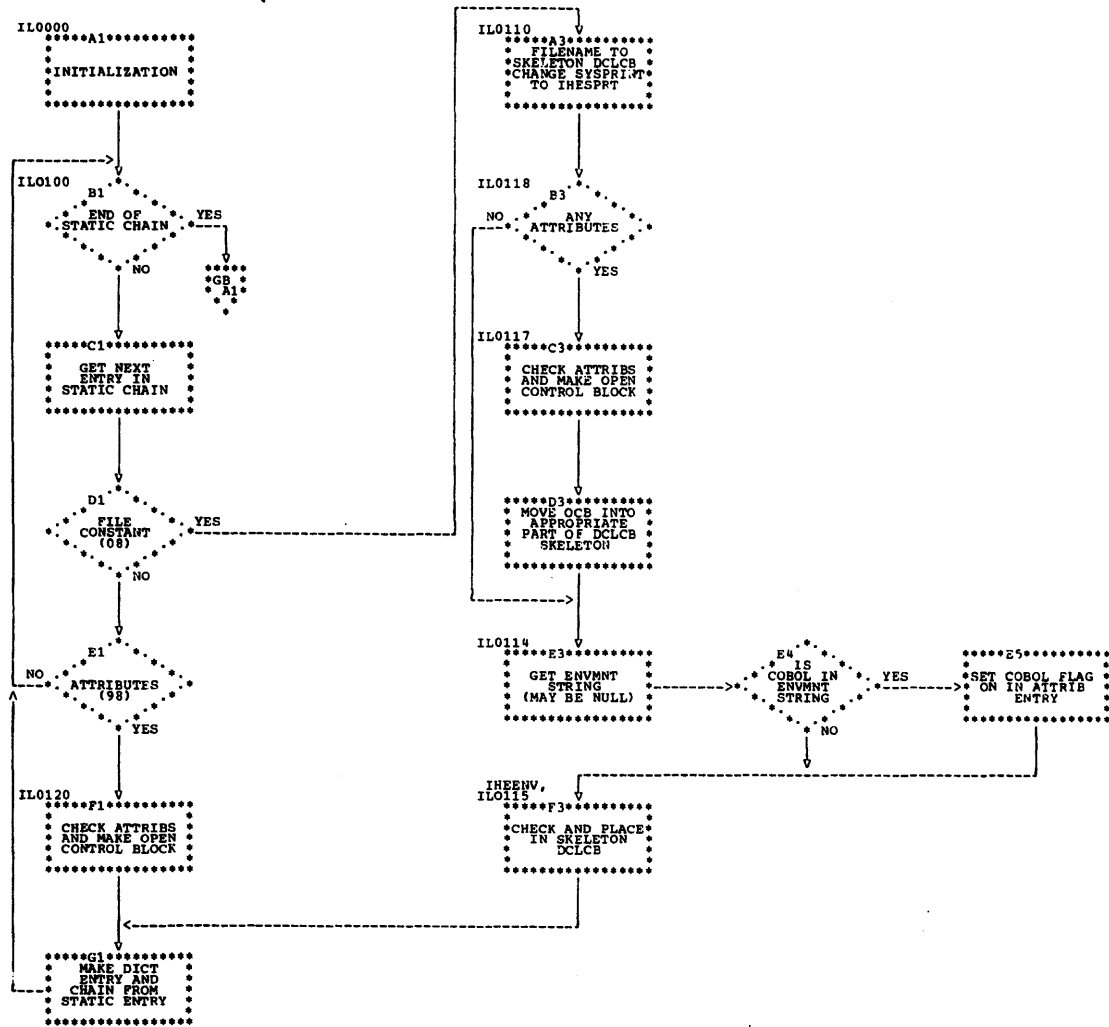 IL0000
A1
INITIALIZATION
IL0100
B1
END OF
STATIC CHAIN
YES
NO
GB
A1
C1
GET NEXT
ENTRY IN
STATIC CHAIN
D1
FILE
CONSTANT
(08)
YES
NO
E1
ATTRIBUTES
(98)
NO
YES
IL0120
F1
CHECK ATTRIBS
AND MAKE OPEN
CONTROL BLOCK
G1
MAKE DICT
ENTRY AND
CHAIN FROM
STATIC ENTRY
IL0110
A3
FILENAME TO
SKELETON DCLCB
CHANGE SYSPRINT
TO IHESPRT
IL0118
B3
ANY
ATTRIBUTES
NO
YES
IL0117
C3
CHECK ATTRIBS
AND MAKE OPEN
CONTROL BLOCK
D3
MOVE OCB INTO
APPROPRIATE
PART OF DCLCB
SKELETON
IL0114
E3
GET ENVMNT
STRING
(MAY BE NULL)
E4
IS
COBOL IN
ENVMNT
STRING
YES
NO
E5
SET COBOL FLAG
ON IN ATTRIB
ENTRY
IHEENV,
IL0115
F3
CHECK AND PLACE
IN SKELETON
DCLCB